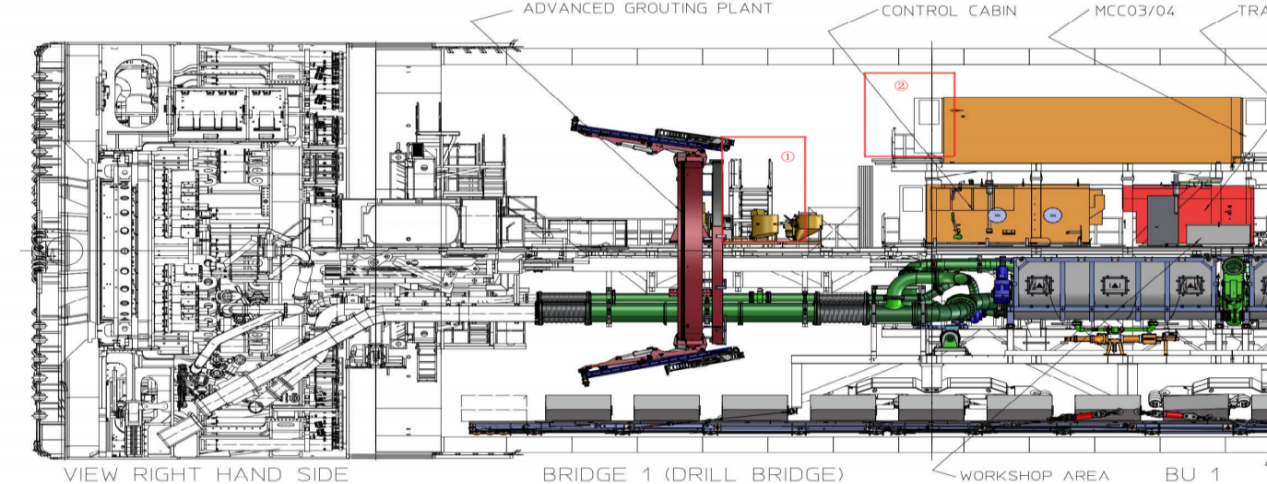 ADVANCED GROUTING PLANT
CONTROL CABIN
MCC03/04
TRA
②
①
VIEW RIGHT HAND SIDE
BRIDGE 1 (DRILL BRIDGE)
WORKSHOP AREA
BU 1